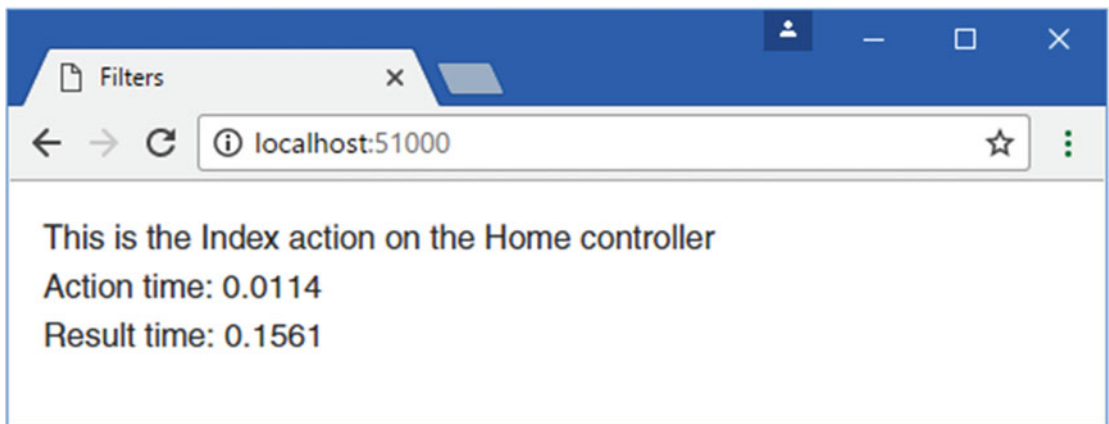 Filters
localhost:51000
This is the Index action on the Home controller
Action time: 0.0114
Result time: 0.1561